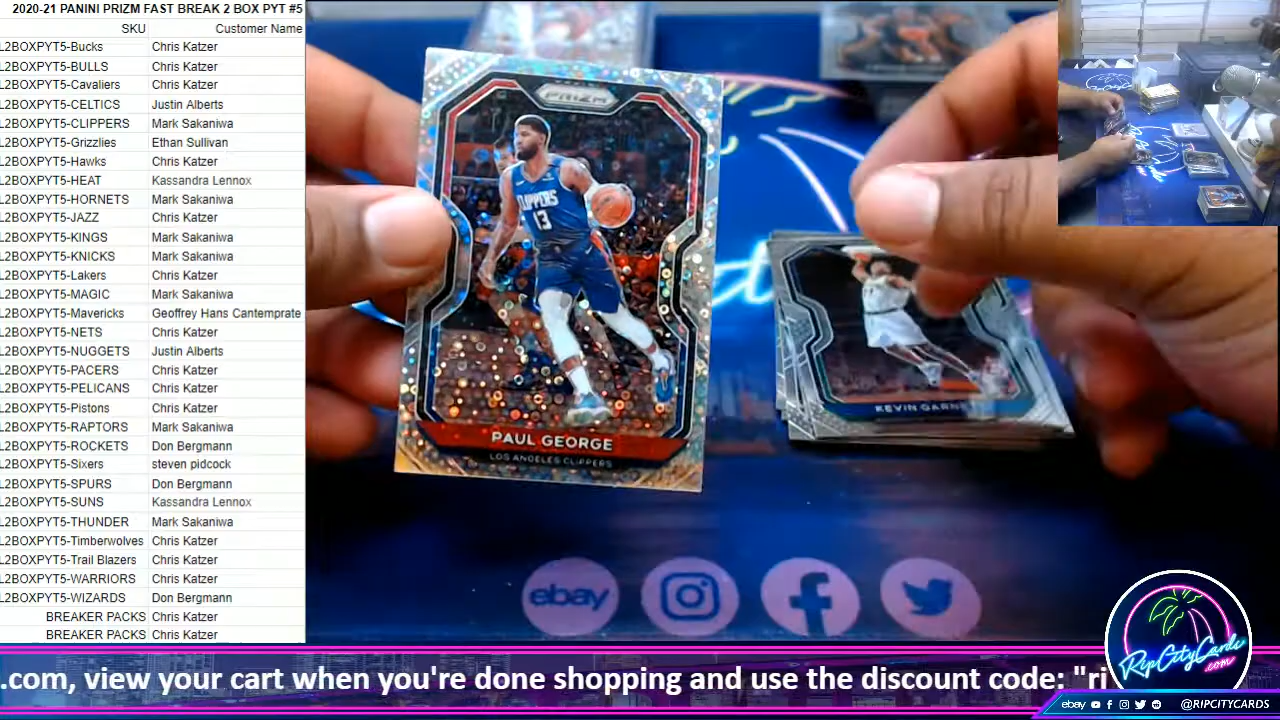 2020-21 PANINI PRIZM FAST BREAK 2 BOX PYT #5
SKU Customer Name
L2BOXPYT5-Bucks Chris Katzer
L2BOXPYT5-BULLS Chris Katzer
L2BOXPYT5-Cavaliers Chris Katzer
L2BOXPYT5-CELTICS Justin Alberts
L2BOXPYT5-CLIPPERS Mark Sakaniwa
L2BOXPYT5-Grizzlies Ethan Sullivan
L2BOXPYT5-Hawks Chris Katzer
L2BOXPYT5-HEAT Kassandra Lennox
L2BOXPYT5-HORNETS Mark Sakaniwa
L2BOXPYT5-JAZZ Chris Katzer
L2BOXPYT5-KINGS Mark Sakaniwa
L2BOXPYT5-KNICKS Mark Sakaniwa
L2BOXPYT5-Lakers Chris Katzer
L2BOXPYT5-MAGIC Mark Sakaniwa
L2BOXPYT5-Mavericks Geoffrey Hans Cantemprate
L2BOXPYT5-NETS Chris Katzer
L2BOXPYT5-NUGGETS Justin Alberts
L2BOXPYT5-PACERS Chris Katzer
L2BOXPYT5-PELICANS Chris Katzer
L2BOXPYT5-Pistons Chris Katzer
L2BOXPYT5-RAPTORS Mark Sakaniwa
L2BOXPYT5-ROCKETS Don Bergmann
L2BOXPYT5-Sixers steven pidcock
L2BOXPYT5-SPURS Don Bergmann
L2BOXPYT5-SUNS Kassandra Lennox
L2BOXPYT5-THUNDER Mark Sakaniwa
L2BOXPYT5-Timberwolves Chris Katzer
L2BOXPYT5-Trail Blazers Chris Katzer
L2BOXPYT5-WARRIORS Chris Katzer
L2BOXPYT5-WIZARDS Don Bergmann
BREAKER PACKS Chris Katzer
BREAKER PACKS Chris Katzer
PRIZM
CLIPPERS
13
PAUL GEORGE
LOS ANGELES CLIPPERS
KEVIN GARNE
ebay
RipCityCards
.com
.com, view your cart when you're done shopping and use the discount code: "ri
ebay @RIPCITYCARDS